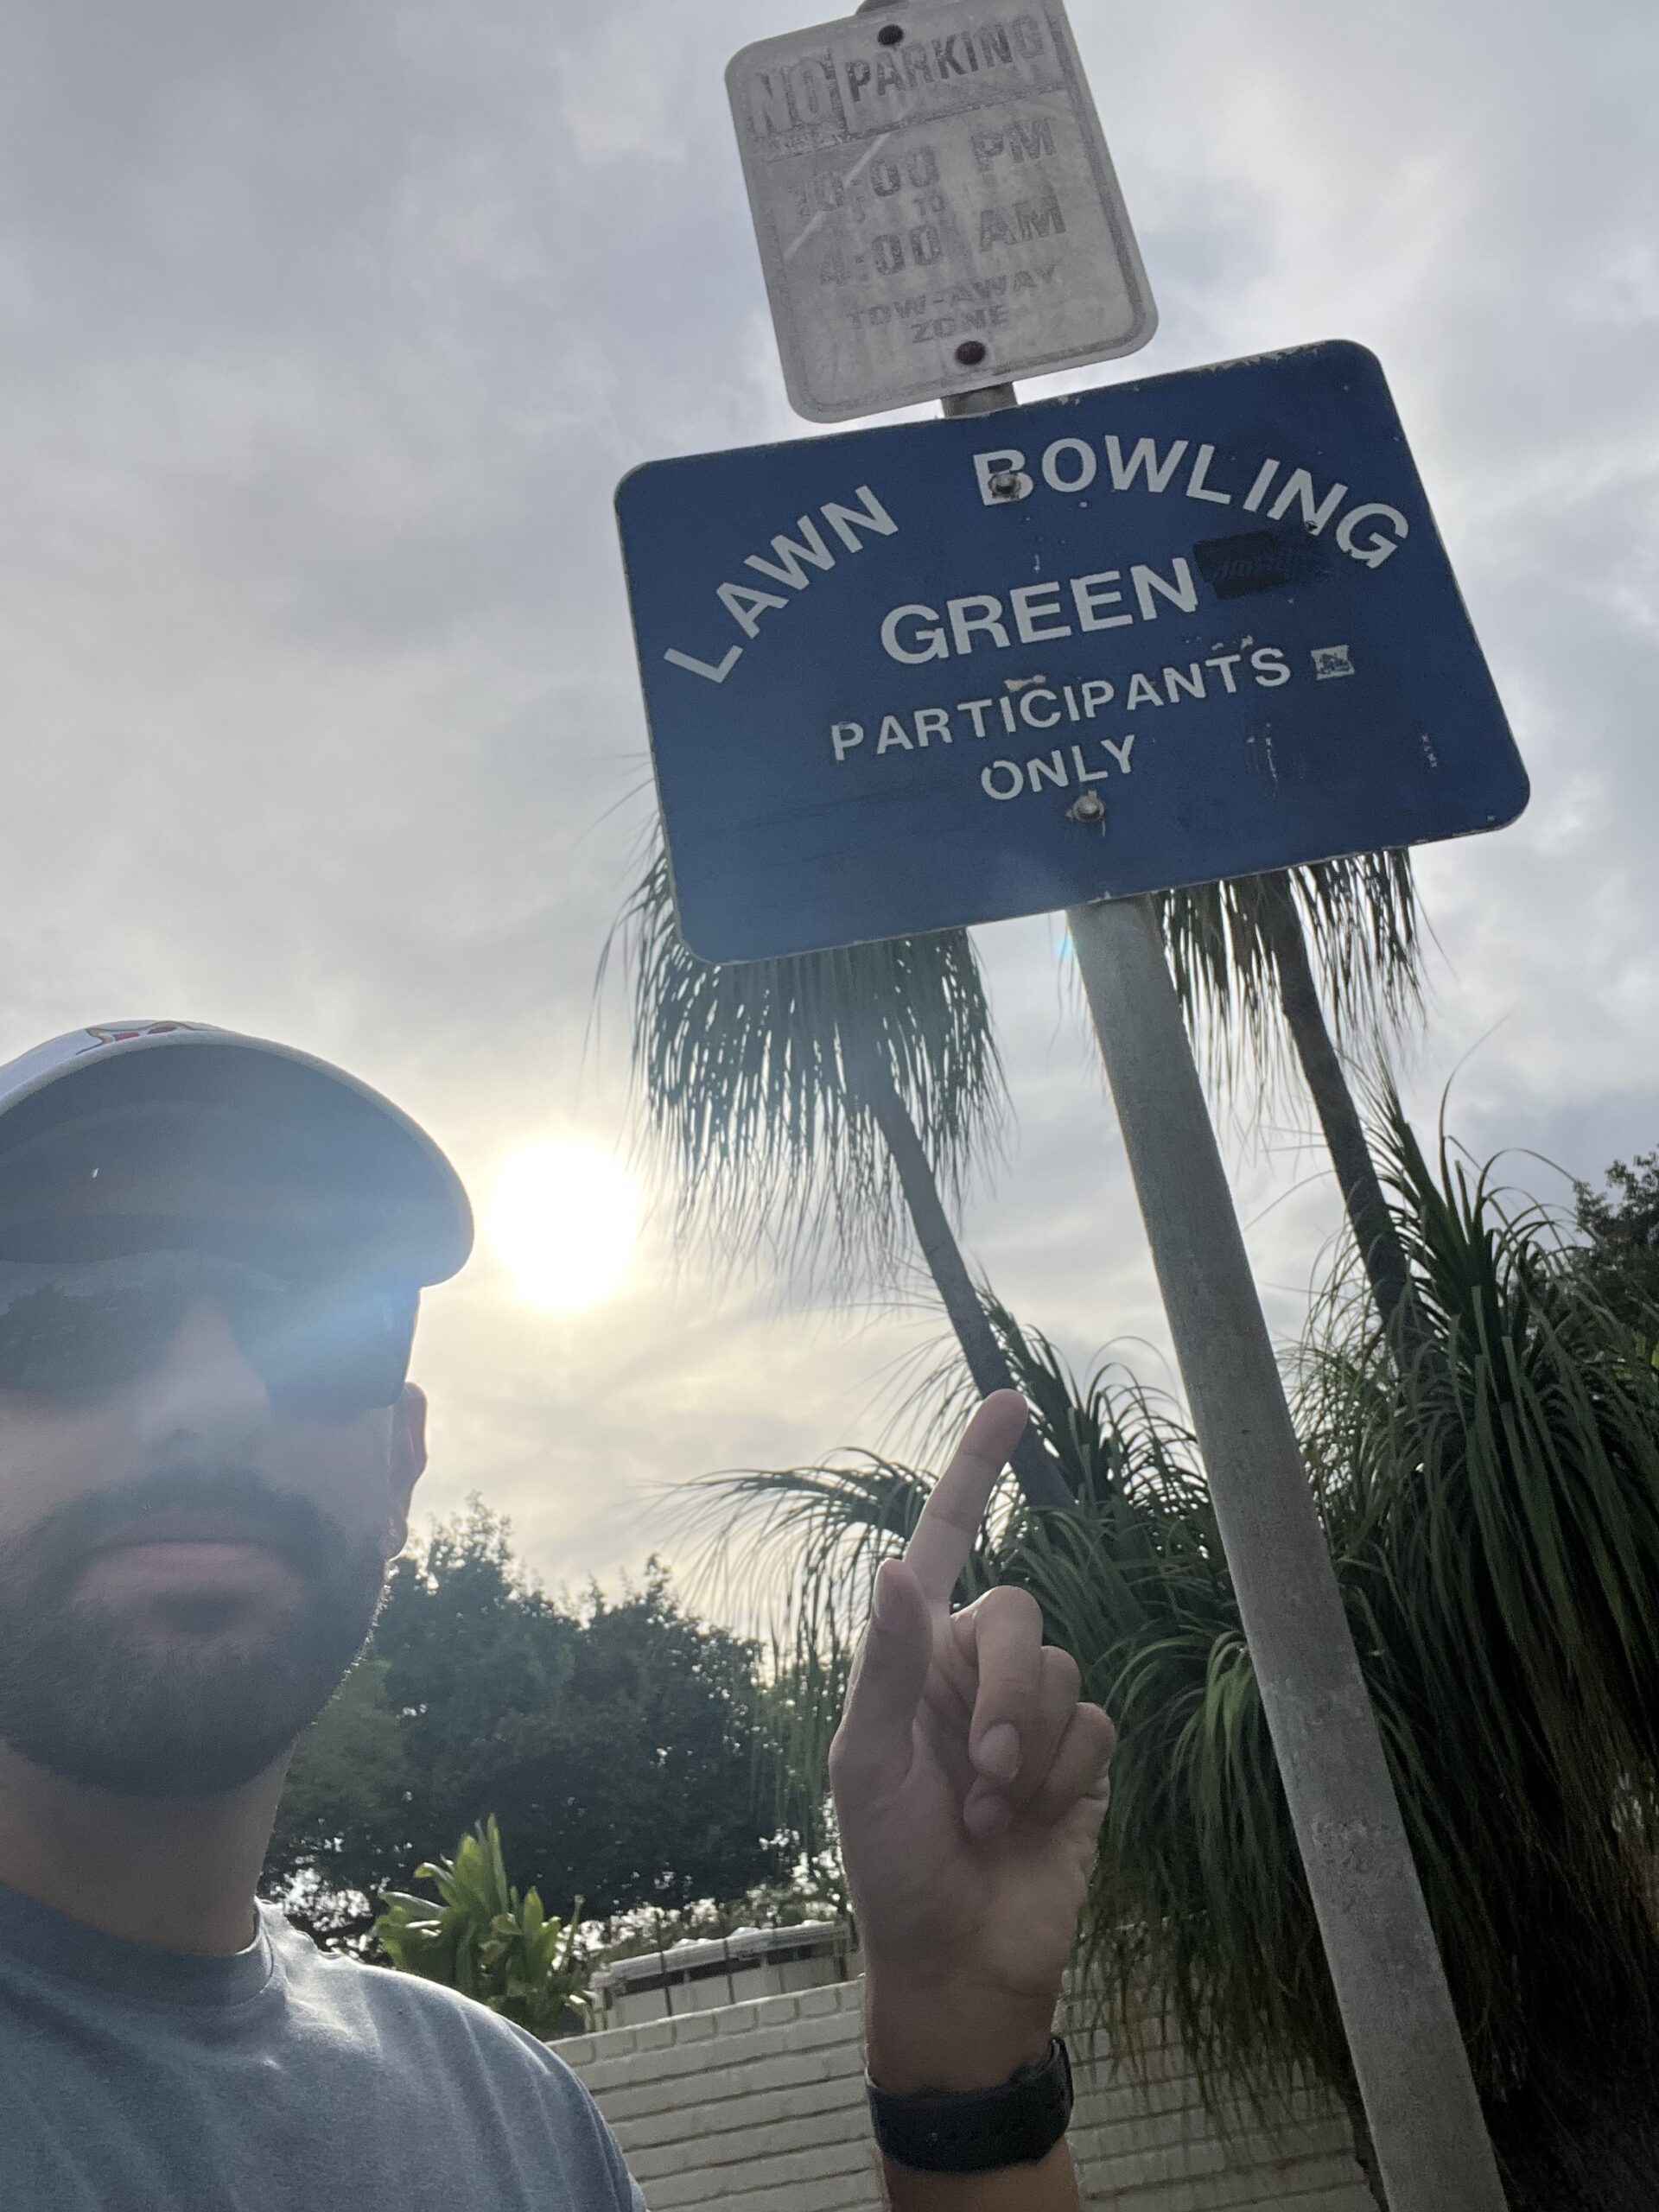 NO PARKING
10:00 PM
TO
4:00 AM
TOW-AWAY
ZONE
LAWN BOWLING
GREEN
PARTICIPANTS
ONLY